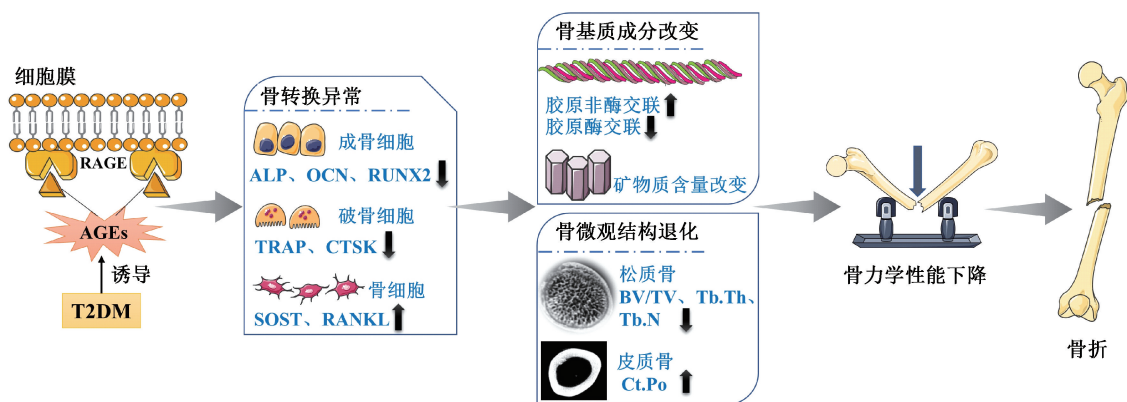 细胞膜
RAGE
AGEs
诱导
T2DM
骨转换异常
成骨细胞
ALP、OCN、RUNX2
破骨细胞
TRAP、CTSK
骨细胞
SOST、RANKL
骨基质成分改变
胶原非酶交联
胶原酶交联
矿物质含量改变
骨微观结构退化
松质骨
BV/TV、Tb.Th、
Tb.N
皮质骨
Ct.Po
骨力学性能下降
骨折